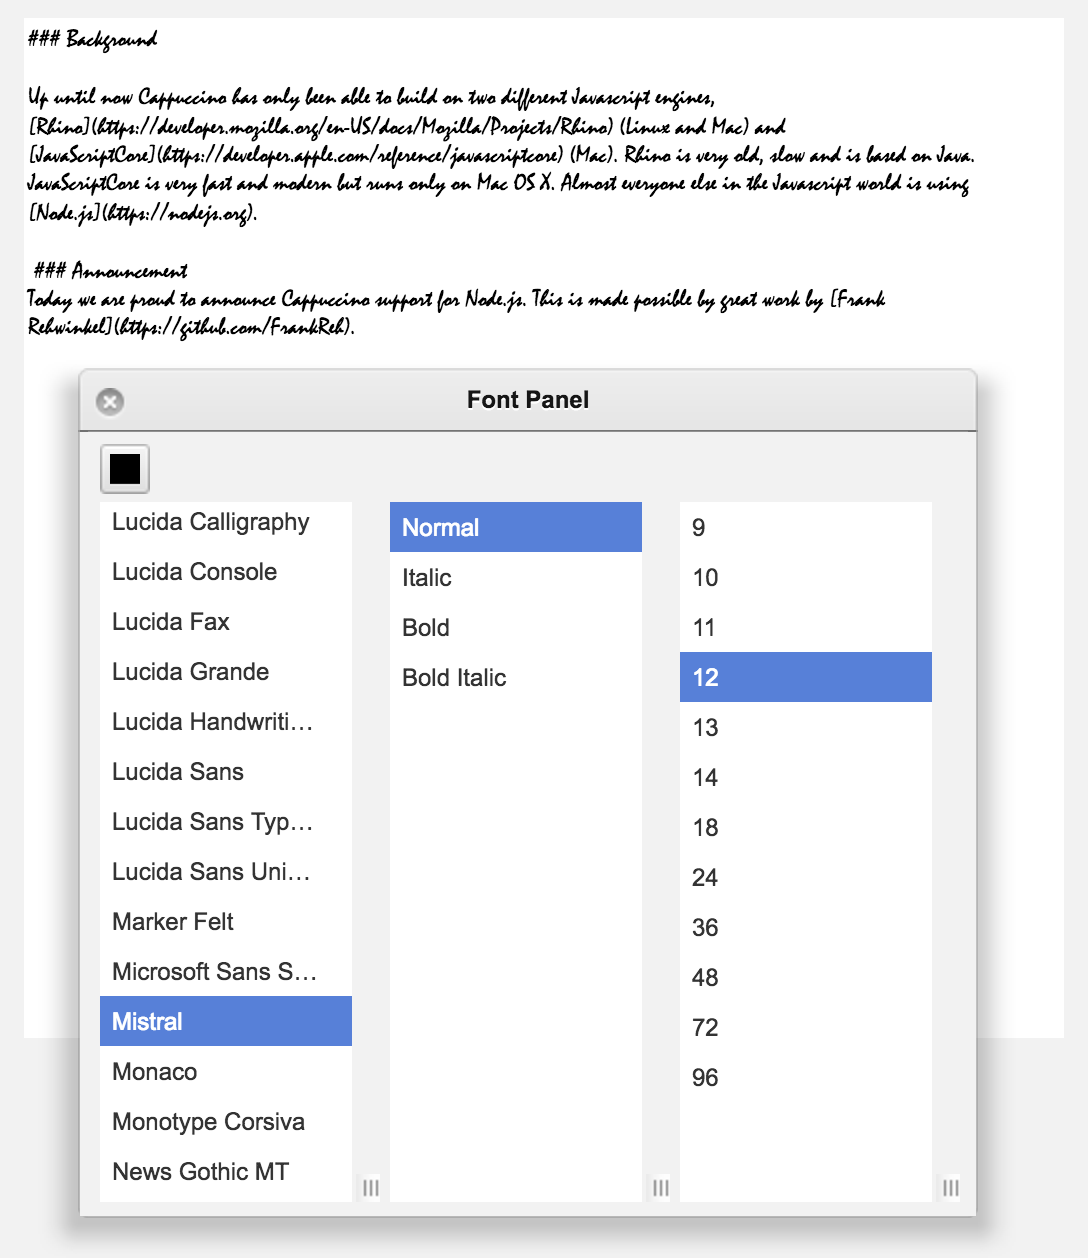 ### Background
Up until now Cappuccino has only been able to build on two different Javascript engines,
[Rhino](https://developer.mozilla.org/en-US/docs/Mozilla/Projects/Rhino) (Linux and Mac) and
[JavaScriptCore](https://developer.apple.com/reference/javascriptcore) (Mac). Rhino is very old, slow and is based on Java.
JavaScriptCore is very fast and modern but runs only on Mac OS X. Almost everyone else in the Javascript world is using
[Node.js](https://nodejs.org).
### Announcement
Today we are proud to announce Cappuccino support for Node.js. This is made possible by great work by [Frank
Rehwinkel](https://github.com/FrankReh).
Font Panel
Lucida Calligraphy
Lucida Console
Lucida Fax
Lucida Grande
Lucida Handwriti…
Lucida Sans
Lucida Sans Typ…
Lucida Sans Uni…
Marker Felt
Microsoft Sans S…
Mistral
Monaco
Monotype Corsiva
News Gothic MT
Normal
Italic
Bold
Bold Italic
9
10
11
12
13
14
18
24
36
48
72
96